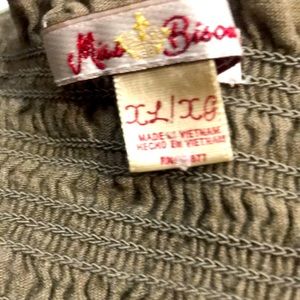 Miss Bisou
XL/XG
MADE IN VIETNAM
HECHO EN VIETNAM